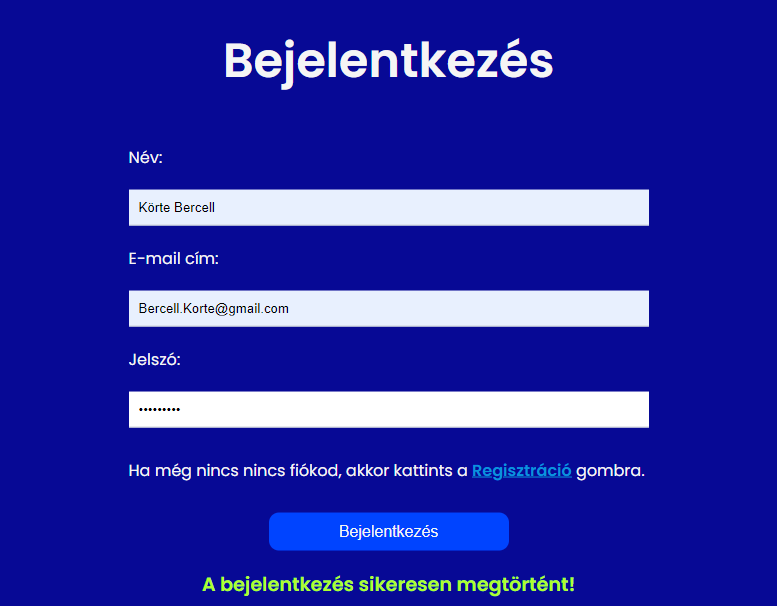 Bejelentkezés
Név:
Körte Bercell
E-mail cím:
Bercell.Korte@gmail.com
Jelszó:
•••••••••
Ha még nincs nincs fiókod, akkor kattints a Regisztráció gombra.
Bejelentkezés
A bejelentkezés sikeresen megtörtént!